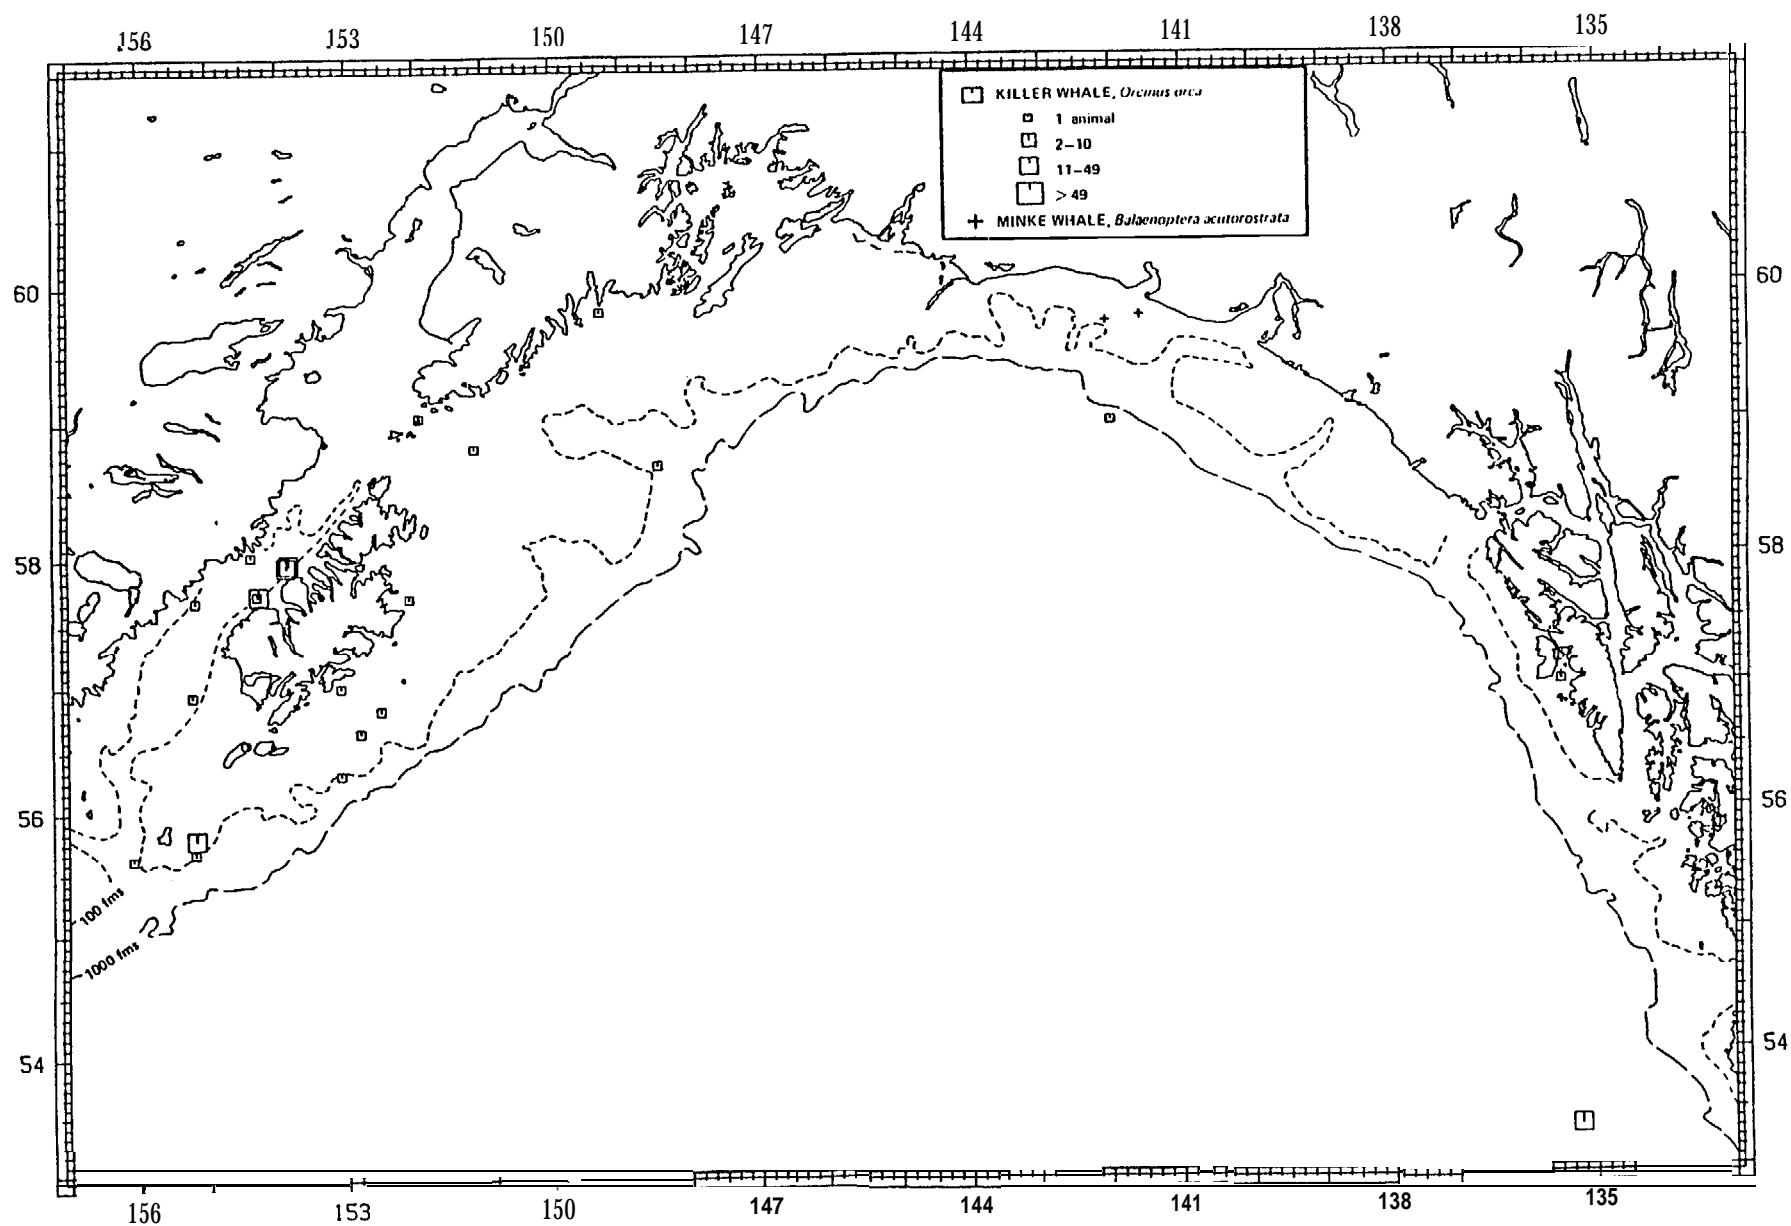 156 153 150 147 144 141 138 135
KILLER WHALE, Orcinus orca
1 animal
2–10
11–49
> 49
MINKE WHALE, Balaenoptera acutorostrata
60 60
58 58
56 56
100 fms
1000 fms
54 54
156 153 150 147 144 141 138 135